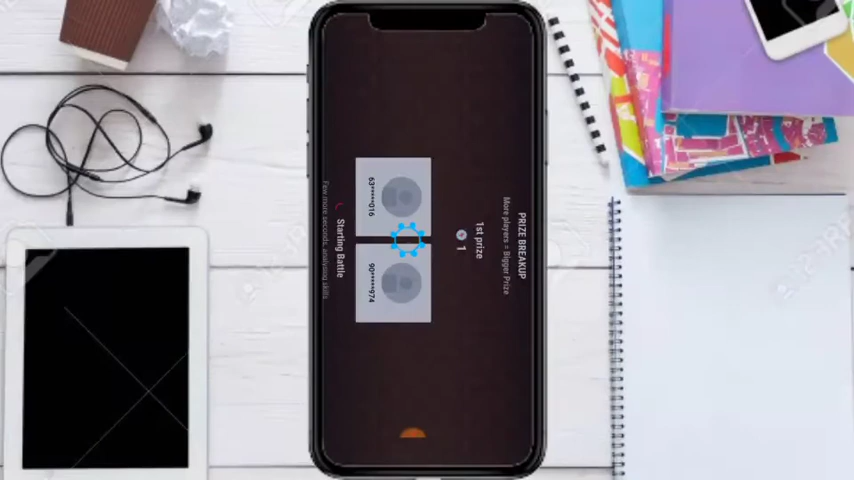 PRIZE BREAKUP
More players = Bigger Prize
1st prize
1
63*****016
90*****974
Starting Battle
Few more seconds, analysing skills